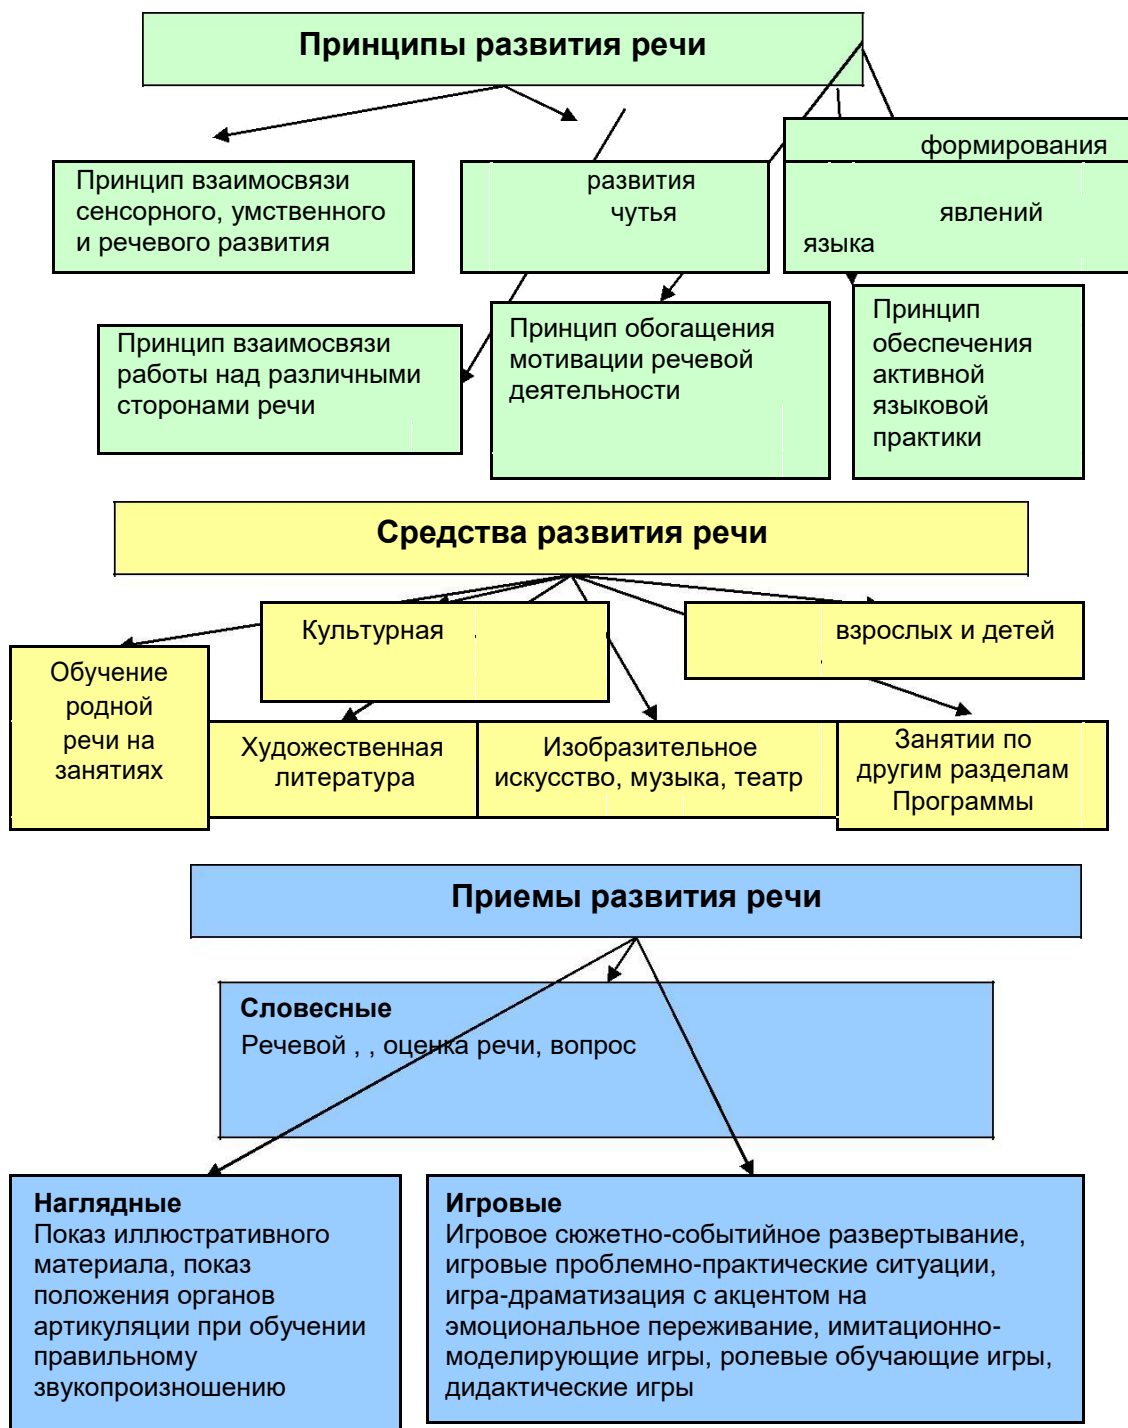 Принципы развития речи
формирования
Принцип взаимосвязи
сенсорного, умственного
и речевого развития
развития
чутья
явлений
языка
Принцип взаимосвязи
работы над различными
сторонами речи
Принцип обогащения
мотивации речевой
деятельности
Принцип
обеспечения
активной
языковой
практики
Средства развития речи
Культурная
взрослых и детей
Обучение
родной
речи на
занятиях
Художественная
литература
Изобразительное
искусство, музыка, театр
Занятии по
другим разделам
Программы
Приемы развития речи
Словесные
Речевой , , оценка речи, вопрос
Наглядные
Показ иллюстративного
материала, показ
положения органов
артикуляции при обучении
правильному
звукопроизношению
Игровые
Игровое сюжетно-событийное развертывание,
игровые проблемно-практические ситуации,
игра-драматизация с акцентом на
эмоциональное переживание, имитационно-
моделирующие игры, ролевые обучающие игры,
дидактические игры